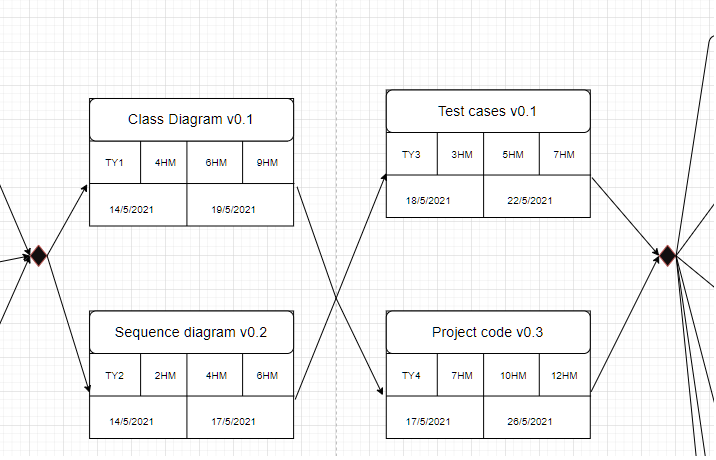 Class Diagram v0.1
TY1 4HM 6HM 9HM
14/5/2021 19/5/2021
Test cases v0.1
TY3 3HM 5HM 7HM
18/5/2021 22/5/2021
Sequence diagram v0.2
TY2 2HM 4HM 6HM
14/5/2021 17/5/2021
Project code v0.3
TY4 7HM 10HM 12HM
17/5/2021 26/5/2021